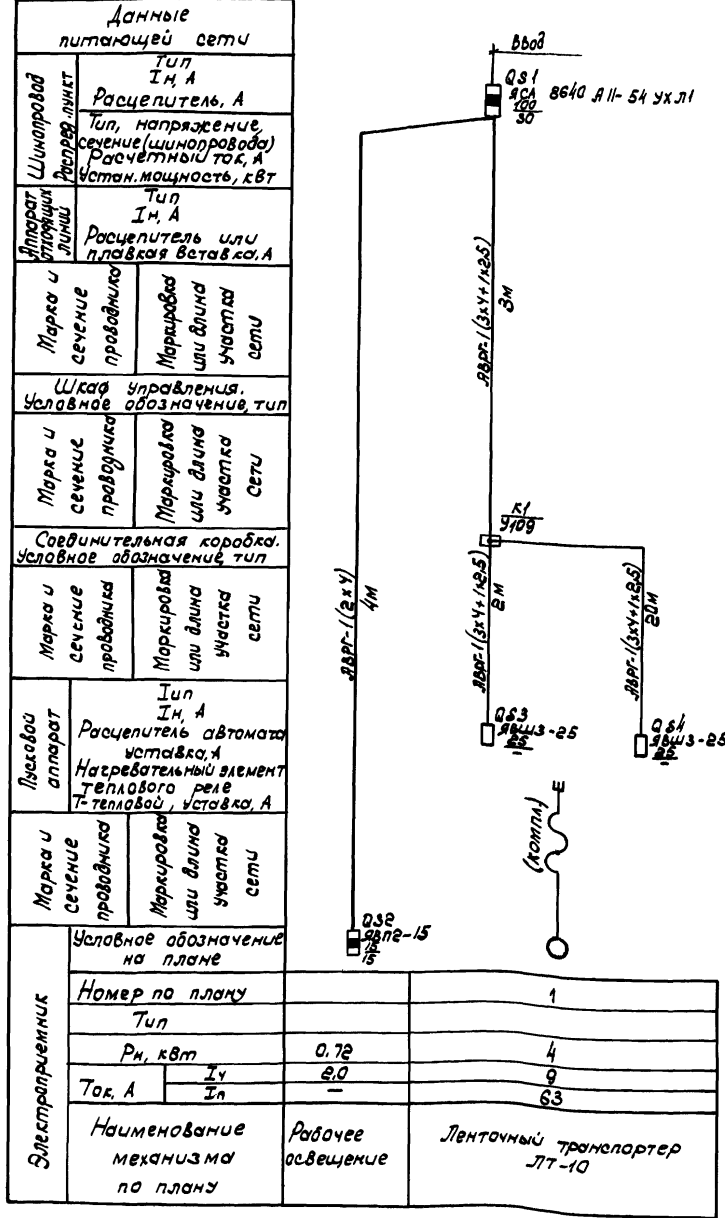 Данные
питающей сети
Шинопровод
Распред. пункт
Тип
Iн, А
Расцепитель, А
Тип, напряжение,
сечение (шинопровода)
Расчетный ток, А
Устан. мощность, кВт
Аппарат
отходящих
линий
Тип
Iн, А
Расцепитель или
плавкая вставка, А
Марка и
сечение
проводника
Маркировка
или длина
участка
сети
Шкаф управления.
Условное обозначение, тип
Марка и
сечение
проводника
Маркировка
или длина
участка
сети
Соединительная коробка.
Условное обозначение, тип
Марка и
сечение
проводника
Маркировка
или длина
участка
сети
Пусковой
аппарат
Тип
Iн, А
Расцепитель автомата
уставка, А
Нагревательный элемент
теплового реле
Т-тепловой, уставка, А
Марка и
сечение
проводника
Маркировка
или длина
участка
сети
Ввод
QS1
8640 АП-54 УХЛ1
100
30
АВРГ-1(3х4+1х2,5)
3м
К1
У109
АВРГ-1(2х4)
4м
АВРГ-1(3х4+1х2,5)
2м
АВРГ-1(3х4+1х2,5)
20м
QS3
ЯВШ3-25
25
—
QS4
ЯВШ3-25
25
—
(компл)
QS2
ЯВП2-15
15
15
Электроприемник
Условное обозначение
на плане
Номер по плану
1
Тип
Рн, кВт
0.72
4
Ток, А
Iу
2.0
9
Iп
—
63
Наименование
механизма
по плану
Рабочее
освещение
Ленточный транспортер
ЛТ-10